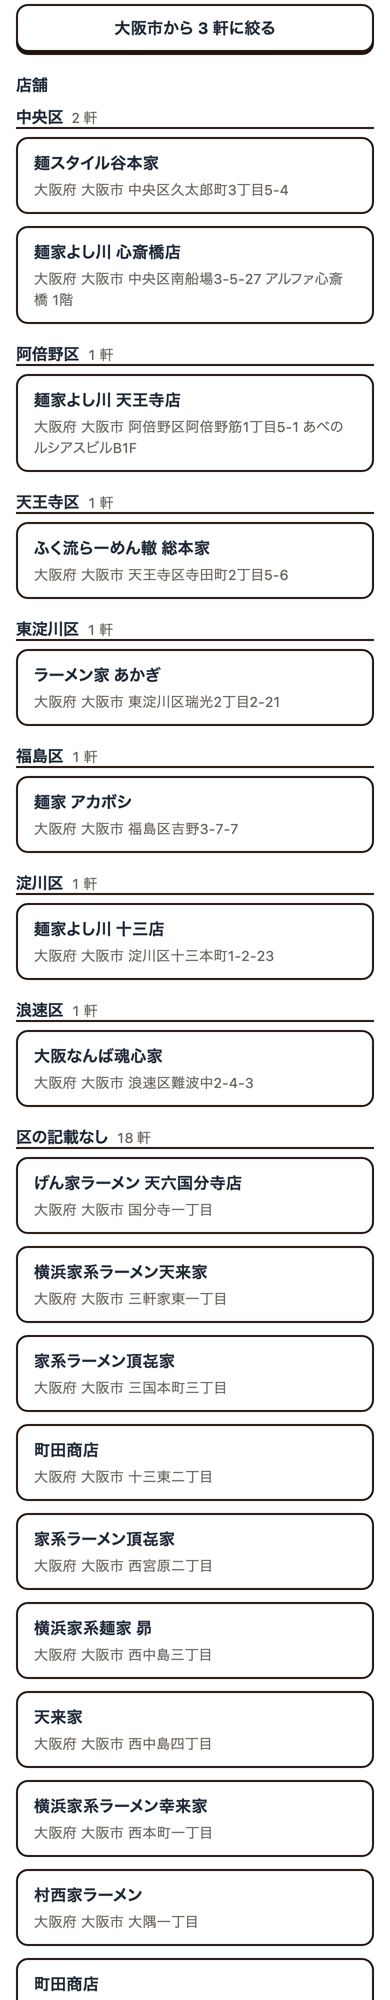 大阪市から 3 軒に絞る
店舗
中央区 2 軒
麺スタイル谷本家
大阪府 大阪市 中央区久太郎町3丁目5-4
麺家よし川 心斎橋店
大阪府 大阪市 中央区南船場3-5-27 アルファ心斎
橋 1階
阿倍野区 1 軒
麺家よし川 天王寺店
大阪府 大阪市 阿倍野区阿倍野筋1丁目5-1 あべの
ルシアスビルB1F
天王寺区 1 軒
ふく流らーめん轍 総本家
大阪府 大阪市 天王寺区寺田町2丁目5-6
東淀川区 1 軒
ラーメン家 あかぎ
大阪府 大阪市 東淀川区瑞光2丁目2-21
福島区 1 軒
麺家 アカボシ
大阪府 大阪市 福島区吉野3-7-7
淀川区 1 軒
麺家よし川 十三店
大阪府 大阪市 淀川区十三本町1-2-23
浪速区 1 軒
大阪なんば魂心家
大阪府 大阪市 浪速区難波中2-4-3
区の記載なし 18 軒
げん家ラーメン 天六国分寺店
大阪府 大阪市 国分寺一丁目
横浜家系ラーメン天来家
大阪府 大阪市 三軒家東一丁目
家系ラーメン頂㐂家
大阪府 大阪市 三国本町三丁目
町田商店
大阪府 大阪市 十三東二丁目
家系ラーメン頂㐂家
大阪府 大阪市 西宮原二丁目
横浜家系麺家 昴
大阪府 大阪市 西中島三丁目
天来家
大阪府 大阪市 西中島四丁目
横浜家系ラーメン幸来家
大阪府 大阪市 西本町一丁目
村西家ラーメン
大阪府 大阪市 大隅一丁目
町田商店